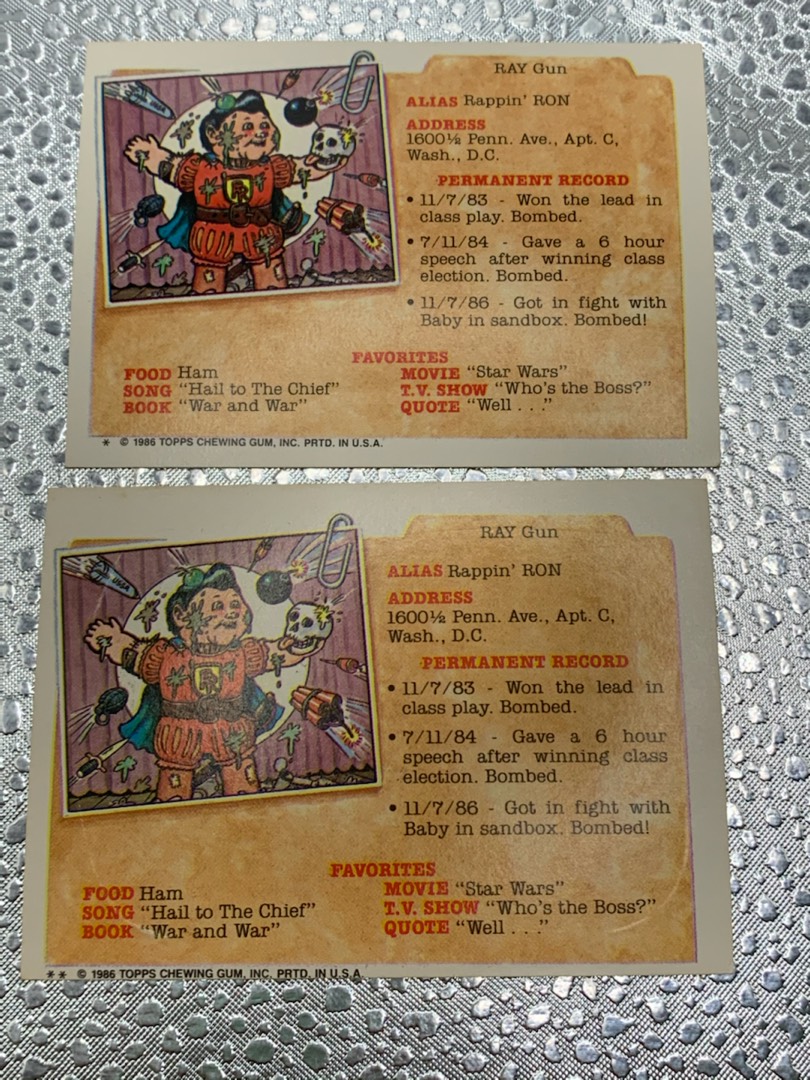 RAY Gun
ALIAS Rappin' RON
ADDRESS
1600½ Penn. Ave., Apt. C,
Wash., D.C.
PERMANENT RECORD
• 11/7/83 - Won the lead in
class play. Bombed.
• 7/11/84 - Gave a 6 hour
speech after winning class
election. Bombed.
• 11/7/86 - Got in fight with
Baby in sandbox. Bombed!
FAVORITES
FOOD Ham
SONG "Hail to The Chief"
BOOK "War and War"
MOVIE "Star Wars"
T.V. SHOW "Who's the Boss?"
QUOTE "Well . . ."
* © 1986 TOPPS CHEWING GUM, INC. PRTD. IN U.S.A.
RAY Gun
ALIAS Rappin' RON
ADDRESS
1600½ Penn. Ave., Apt. C,
Wash., D.C.
PERMANENT RECORD
• 11/7/83 - Won the lead in
class play. Bombed.
• 7/11/84 - Gave a 6 hour
speech after winning class
election. Bombed.
• 11/7/86 - Got in fight with
Baby in sandbox. Bombed!
FAVORITES
FOOD Ham
SONG "Hail to The Chief"
BOOK "War and War"
MOVIE "Star Wars"
T.V. SHOW "Who's the Boss?"
QUOTE "Well . . ."
** © 1986 TOPPS CHEWING GUM, INC. PRTD. IN U.S.A.